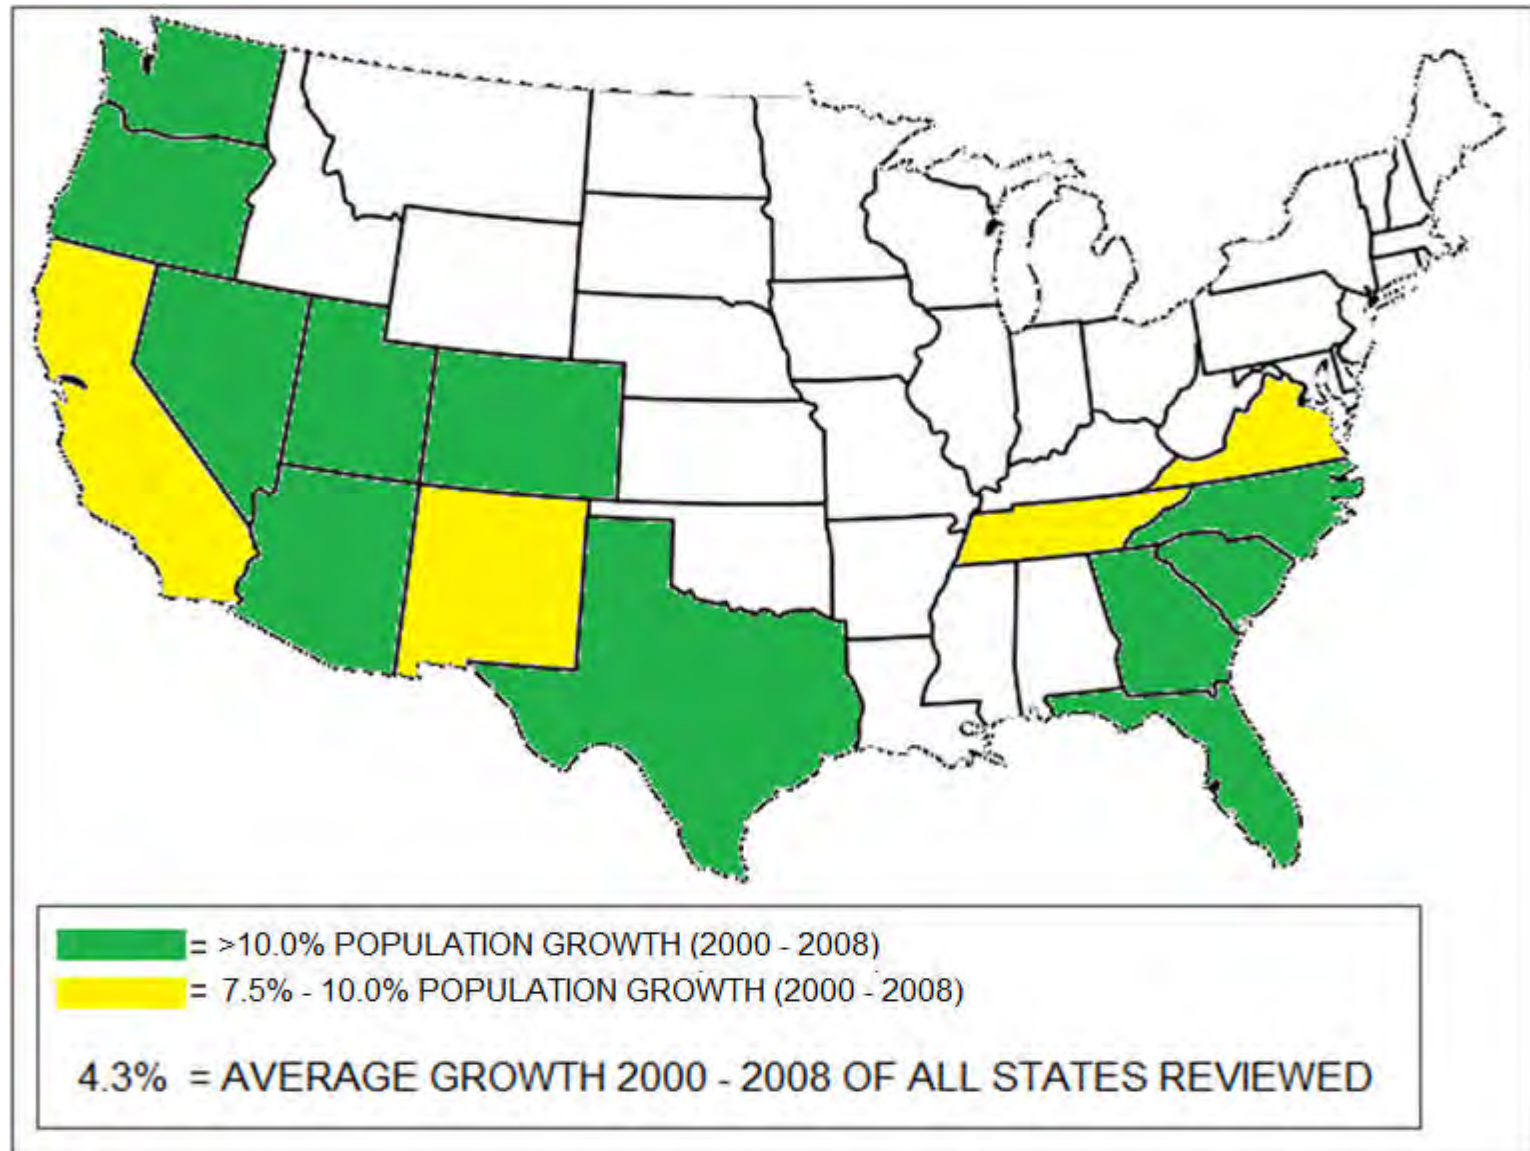 = >10.0% POPULATION GROWTH (2000 - 2008)
= 7.5% - 10.0% POPULATION GROWTH (2000 - 2008)
4.3% = AVERAGE GROWTH 2000 - 2008 OF ALL STATES REVIEWED